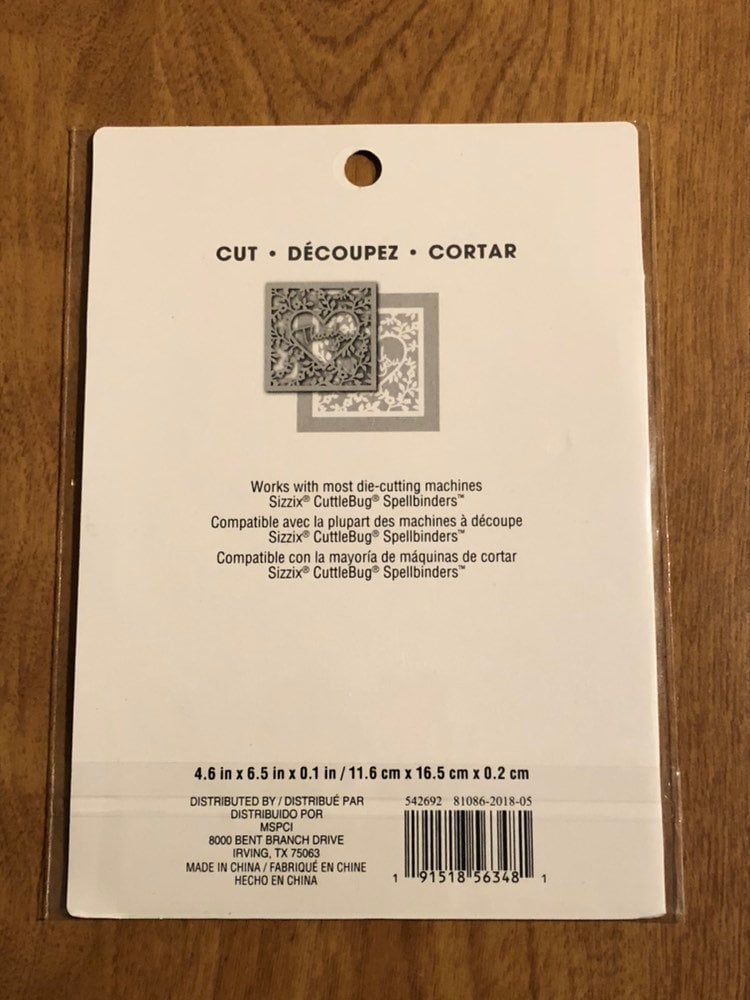 CUT • DÉCOUPEZ • CORTAR
Works with most die-cutting machines
Sizzix® CuttleBug® Spellbinders™
Compatible avec la plupart des machines à découpe
Sizzix® CuttleBug® Spellbinders™
Compatible con la mayoría de máquinas de cortar
Sizzix® CuttleBug® Spellbinders™
4.6 in x 6.5 in x 0.1 in / 11.6 cm x 16.5 cm x 0.2 cm
DISTRIBUTED BY / DISTRIBUÉ PAR
DISTRIBUIDO POR
MSPCI
8000 BENT BRANCH DRIVE
IRVING, TX 75063
MADE IN CHINA / FABRIQUÉ EN CHINE
HECHO EN CHINA
542692 81086-2018-05
1 91518 56348 1